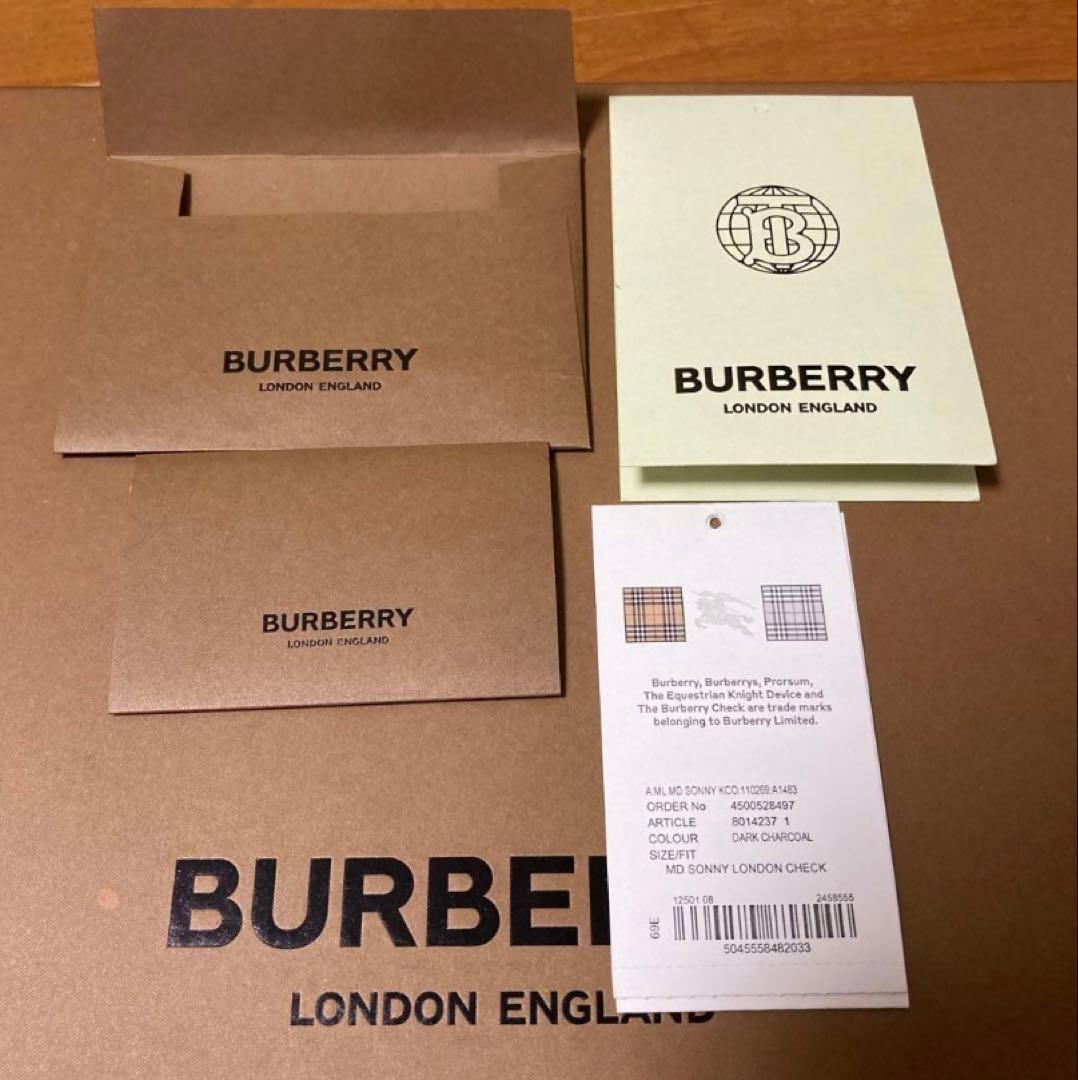 BURBERRY
LONDON ENGLAND
TB
BURBERRY
LONDON ENGLAND
BURBERRY
LONDON ENGLAND
Burberry, Burberrys, Prorsum,
The Equestrian Knight Device and
The Burberry Check are trade marks
belonging to Burberry Limited.
A:ML MD SONNY KCO:110269:A1483
ORDER No 4500528497
ARTICLE 8014237 1
COLOUR DARK CHARCOAL
SIZE/FIT
MD SONNY LONDON CHECK
12501 08 2458555
69E
5045558482033
BURBE
LONDON ENGLAND